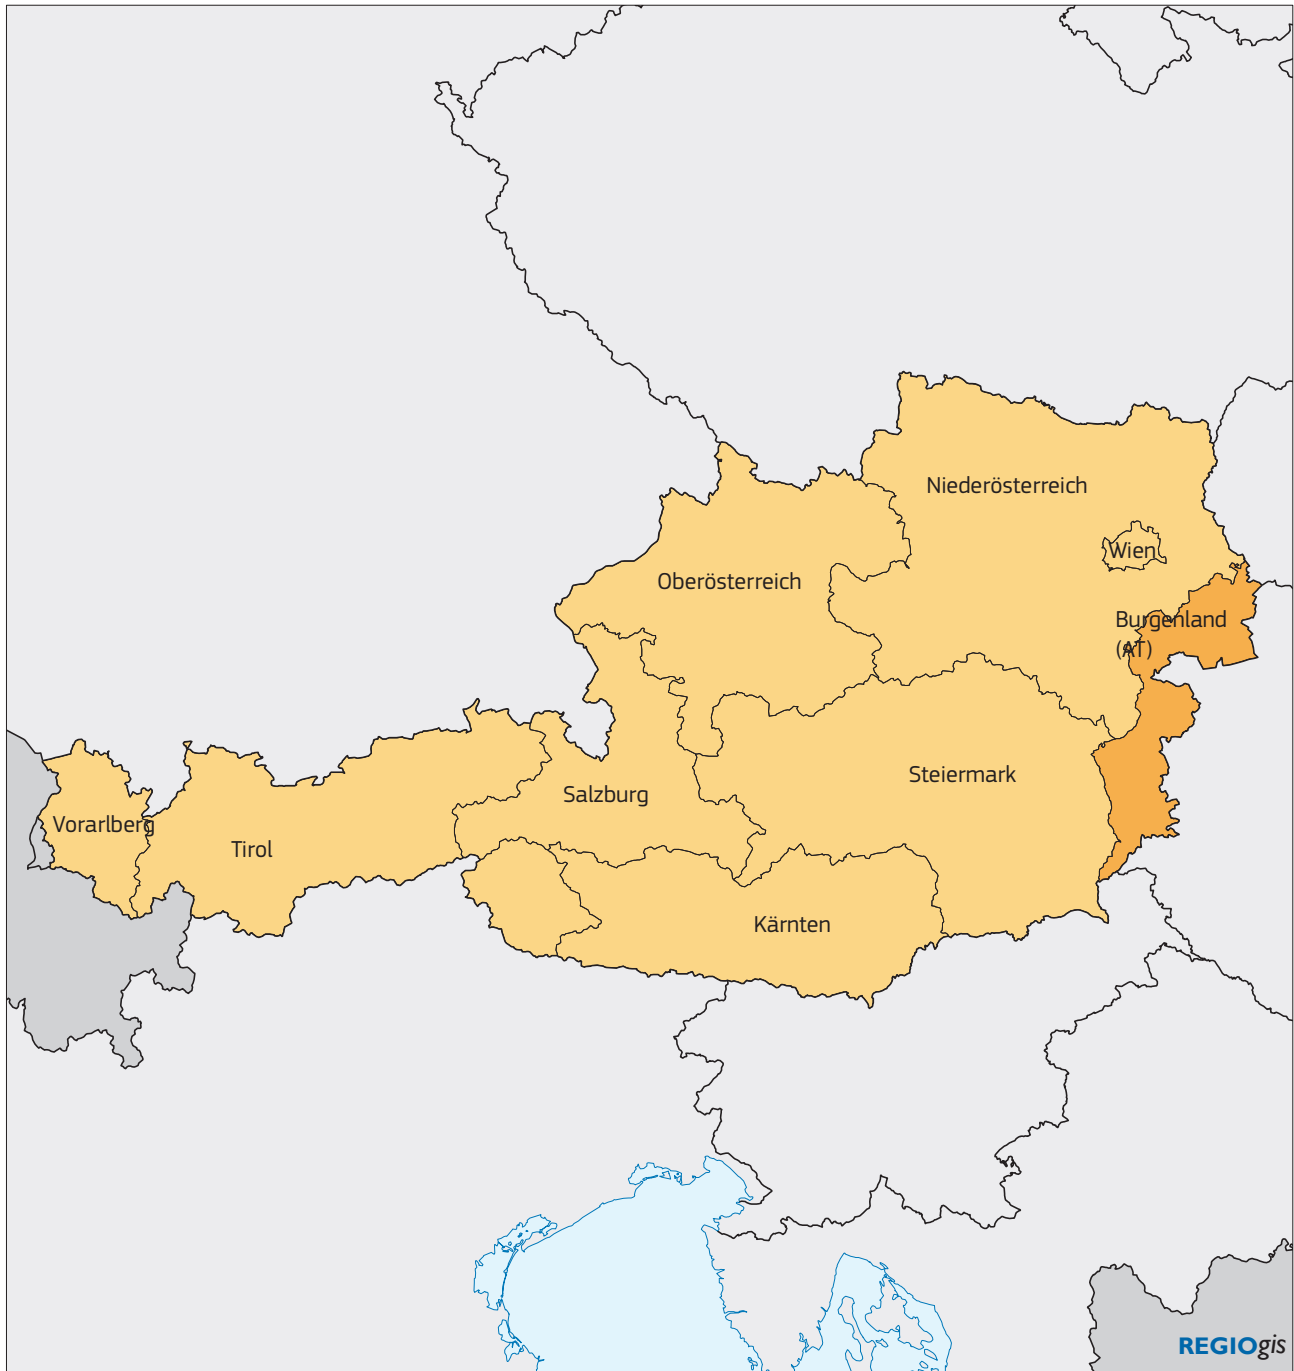 Niederösterreich
Wien
Oberösterreich
Burgenland
(AT)
Steiermark
Salzburg
Vorarlberg
Tirol
Kärnten
REGIOgis